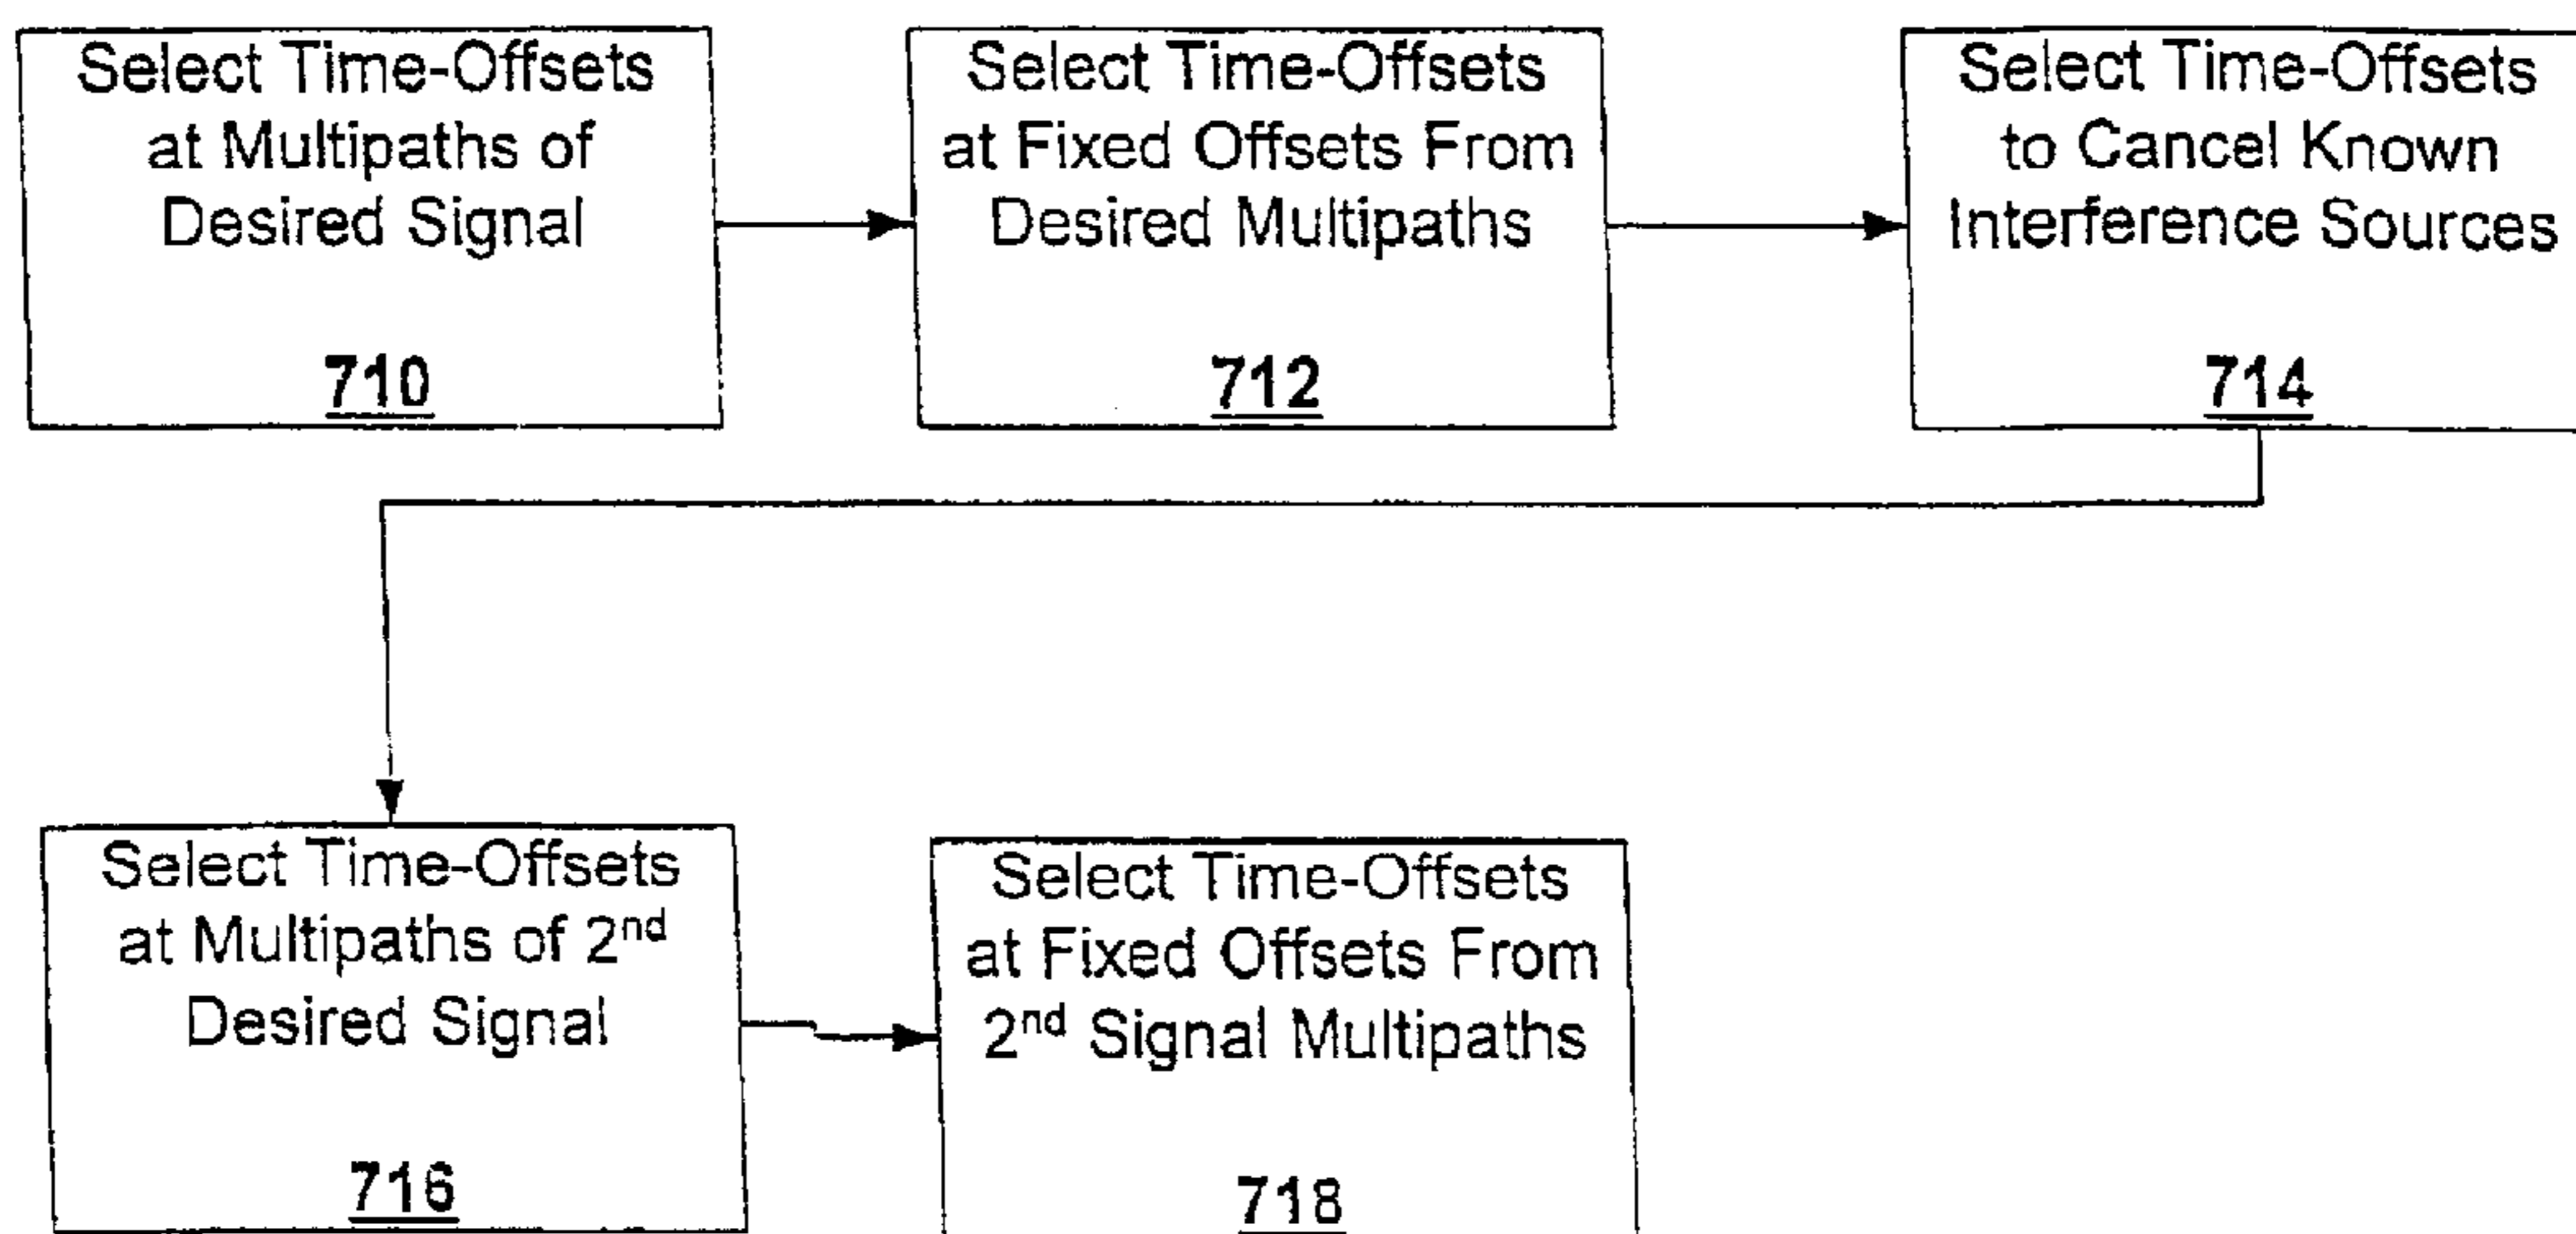 Select Time-Offsets
at Multipaths of
Desired Signal
710
Select Time-Offsets
at Fixed Offsets From
Desired Multipaths
712
Select Time-Offsets
to Cancel Known
Interference Sources
714
Select Time-Offsets
at Multipaths of 2nd
Desired Signal
716
Select Time-Offsets
at Fixed Offsets From
2nd Signal Multipaths
718